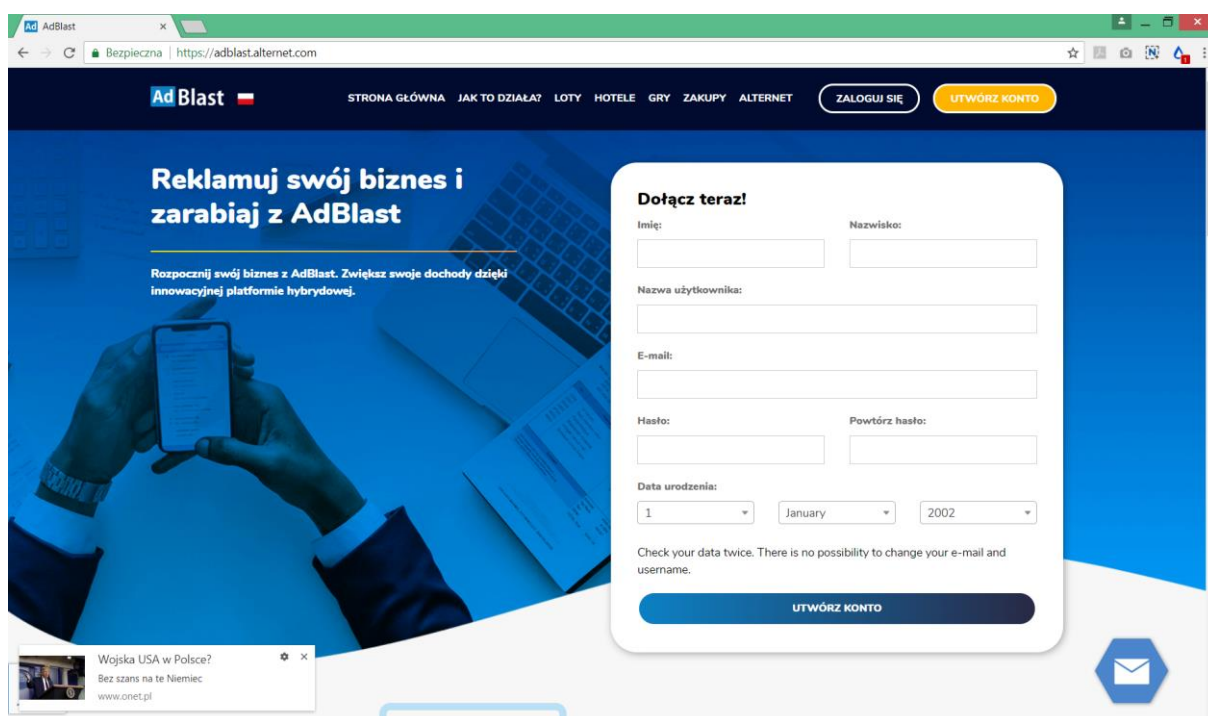 Ad AdBlast
Bezpieczna | https://adblast.alternet.com
Ad Blast
STRONA GŁÓWNA JAK TO DZIAŁA? LOTY HOTELE GRY ZAKUPY ALTERNET ZALOGUJ SIĘ UTWÓRZ KONTO
Reklamuj swój biznes i
zarabiaj z AdBlast
Rozpocznij swój biznes z AdBlast. Zwiększ swoje dochody dzięki
innowacyjnej platformie hybrydowej.
Dołącz teraz!
Imię: Nazwisko:
Nazwa użytkownika:
E-mail:
Hasło: Powtórz hasło:
Data urodzenia:
1 January 2002
Check your data twice. There is no possibility to change your e-mail and
username.
UTWÓRZ KONTO
Wojska USA w Polsce?
Bez szans na te Niemiec
www.onet.pl